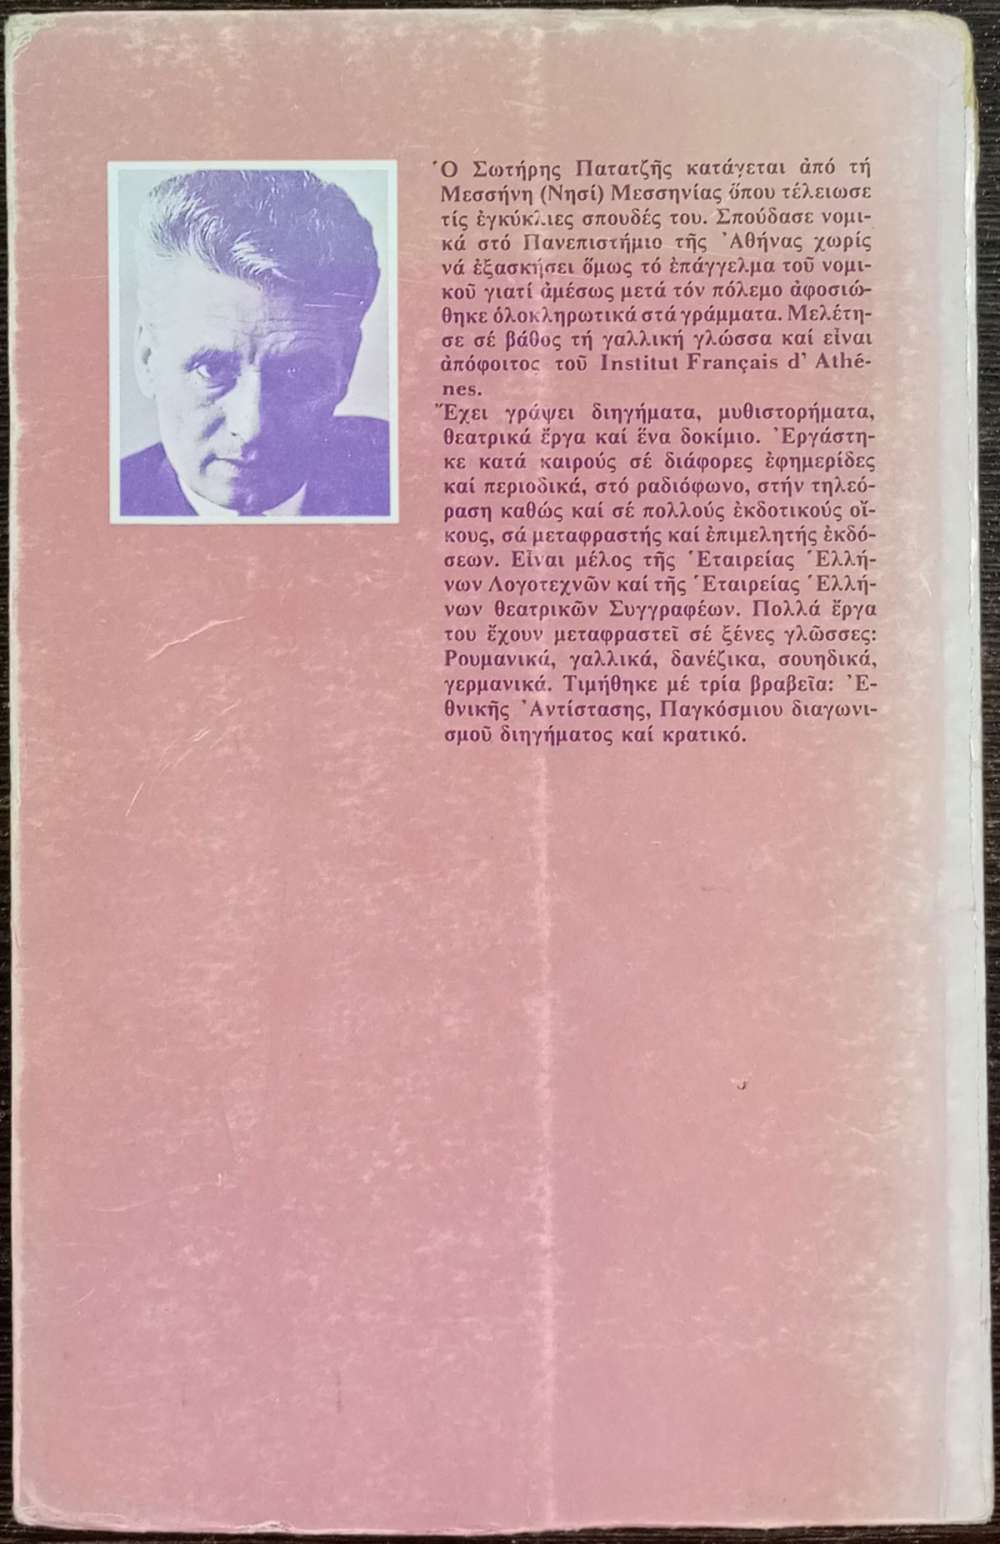 Ὁ Σωτήρης Πατατζῆς κατάγεται ἀπό τή
Μεσσήνη (Νησί) Μεσσηνίας ὅπου τέλειωσε
τίς ἐγκύκλιες σπουδές του. Σπούδασε νομι-
κά στό Πανεπιστήμιο τῆς Ἀθήνας χωρίς
νά ἐξασκήσει ὅμως τό ἐπάγγελμα τοῦ νομι-
κοῦ γιατί ἀμέσως μετά τόν πόλεμο ἀφοσιώ-
θηκε ὁλοκληρωτικά στά γράμματα. Μελέτη-
σε σέ βάθος τή γαλλική γλώσσα καί εἶναι
ἀπόφοιτος τοῦ Institut Français d' Athé-
nes.
Ἔχει γράψει διηγήματα, μυθιστορήματα,
θεατρικά ἔργα καί ἕνα δοκίμιο. Ἐργάστη-
κε κατά καιρούς σέ διάφορες ἐφημερίδες
καί περιοδικά, στό ραδιόφωνο, στήν τηλεό-
ραση καθώς καί σέ πολλούς ἐκδοτικούς οἴ-
κους, σά μεταφραστής καί ἐπιμελητής ἐκδό-
σεων. Εἶναι μέλος τῆς Ἑταιρείας Ἑλλή-
νων Λογοτεχνῶν καί τῆς Ἑταιρείας Ἑλλή-
νων θεατρικῶν Συγγραφέων. Πολλά ἔργα
του ἔχουν μεταφραστεῖ σέ ξένες γλῶσσες:
Ρουμανικά, γαλλικά, δανέζικα, σουηδικά,
γερμανικά. Τιμήθηκε μέ τρία βραβεῖα: Ἐ-
θνικῆς Ἀντίστασης, Παγκόσμιου διαγωνι-
σμοῦ διηγήματος καί κρατικό.